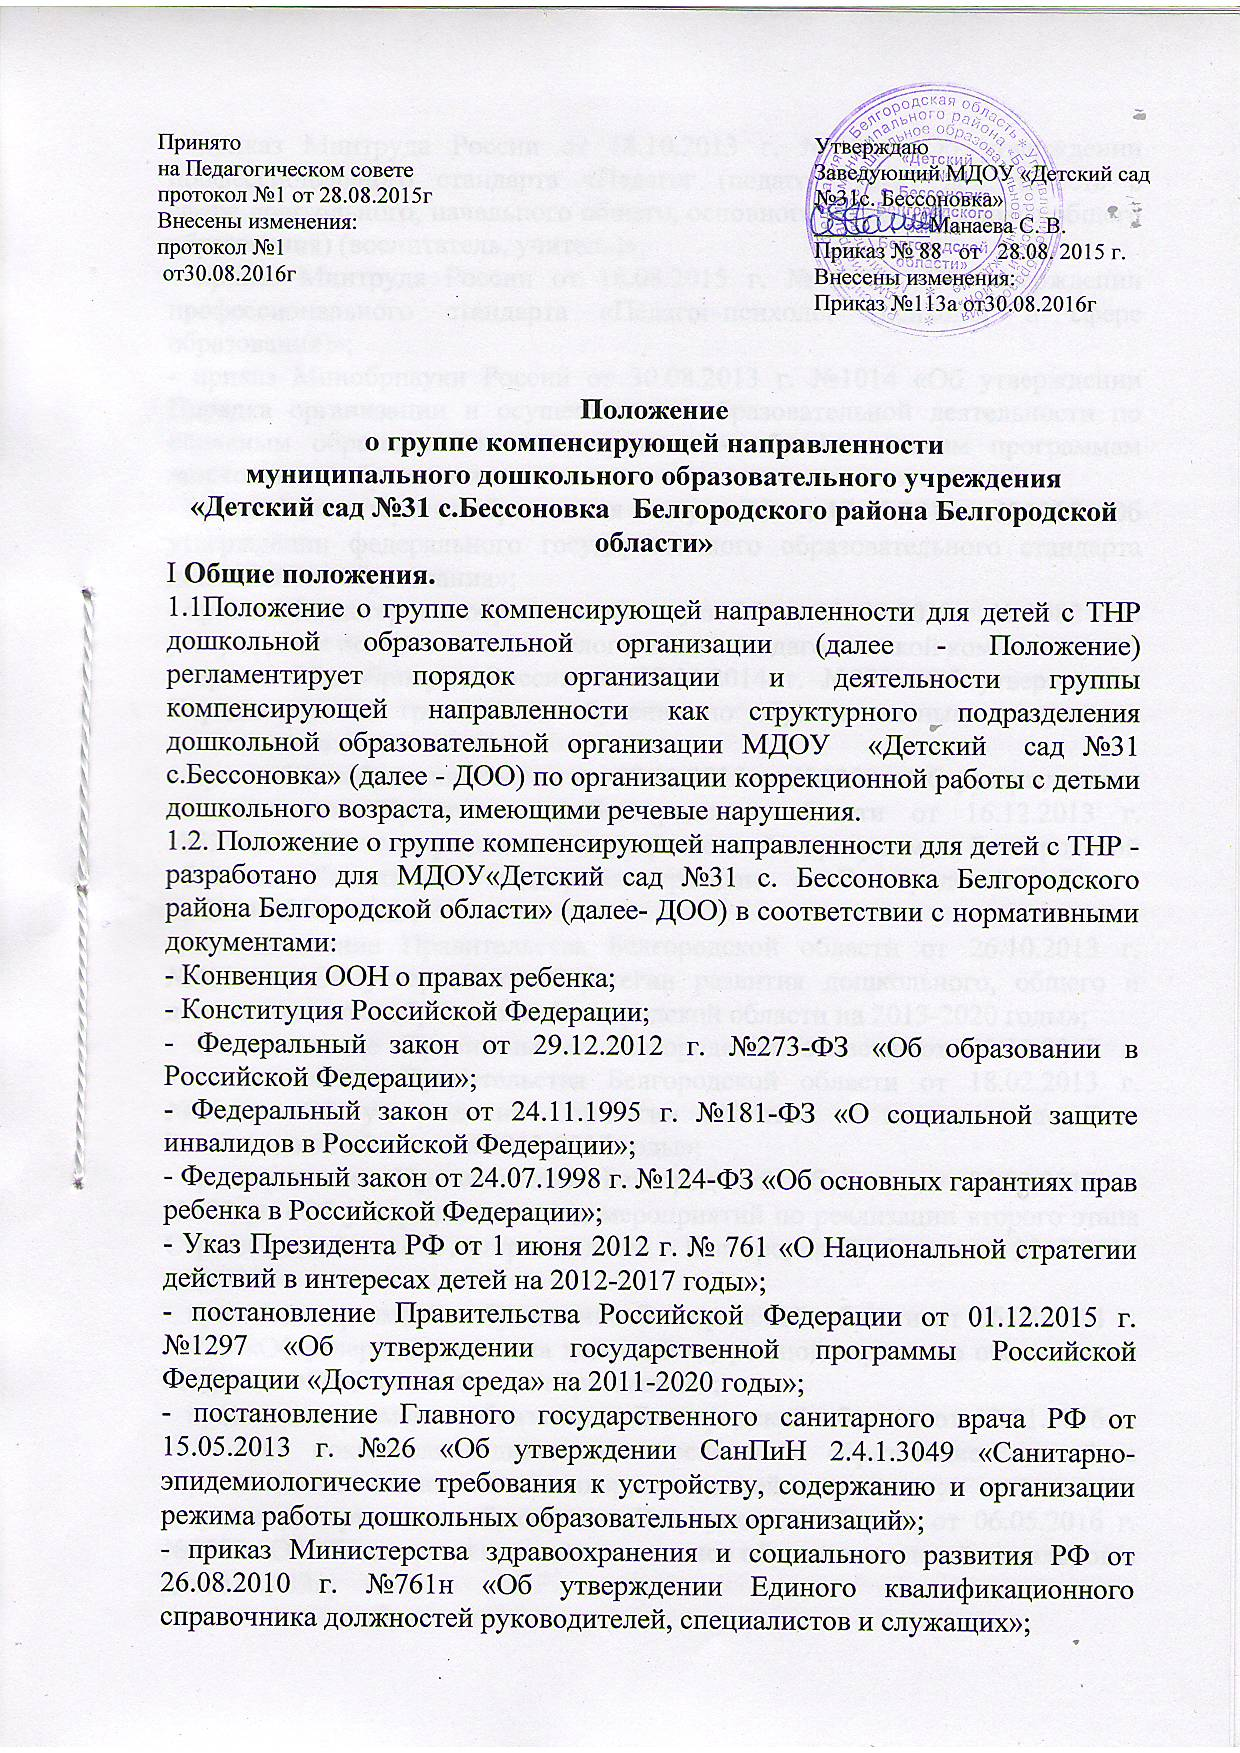 Принято
на Педагогическом совете
протокол №1 от 28.08.2015г
Внесены изменения:
протокол №1
от30.08.2016г
Утверждаю
Заведующий МДОУ «Детский сад
№31с. Бессоновка»
Манаева С. В.
Приказ № 88 от 28.08. 2015 г.
Внесены изменения:
Приказ №113а от30.08.2016г
Положение
о группе компенсирующей направленности
муниципального дошкольного образовательного учреждения
«Детский сад №31 с.Бессоновка Белгородского района Белгородской
области»
I Общие положения.
1.1Положение о группе компенсирующей направленности для детей с ТНР
дошкольной образовательной организации (далее - Положение)
регламентирует порядок организации и деятельности группы
компенсирующей направленности как структурного подразделения
дошкольной образовательной организации МДОУ «Детский сад №31
с.Бессоновка» (далее - ДОО) по организации коррекционной работы с детьми
дошкольного возраста, имеющими речевые нарушения.
1.2. Положение о группе компенсирующей направленности для детей с ТНР -
разработано для МДОУ«Детский сад №31 с. Бессоновка Белгородского
района Белгородской области» (далее- ДОО) в соответствии с нормативными
документами:
- Конвенция ООН о правах ребенка;
- Конституция Российской Федерации;
- Федеральный закон от 29.12.2012 г. №273-ФЗ «Об образовании в
Российской Федерации»;
- Федеральный закон от 24.11.1995 г. №181-ФЗ «О социальной защите
инвалидов в Российской Федерации»;
- Федеральный закон от 24.07.1998 г. №124-ФЗ «Об основных гарантиях прав
ребенка в Российской Федерации»;
- Указ Президента РФ от 1 июня 2012 г. № 761 «О Национальной стратегии
действий в интересах детей на 2012-2017 годы»;
- постановление Правительства Российской Федерации от 01.12.2015 г.
№1297 «Об утверждении государственной программы Российской
Федерации «Доступная среда» на 2011-2020 годы»;
- постановление Главного государственного санитарного врача РФ от
15.05.2013 г. №26 «Об утверждении СанПиН 2.4.1.3049 «Санитарно-
эпидемиологические требования к устройству, содержанию и организации
режима работы дошкольных образовательных организаций»;
- приказ Министерства здравоохранения и социального развития РФ от
26.08.2010 г. №761н «Об утверждении Единого квалификационного
справочника должностей руководителей, специалистов и служащих»;